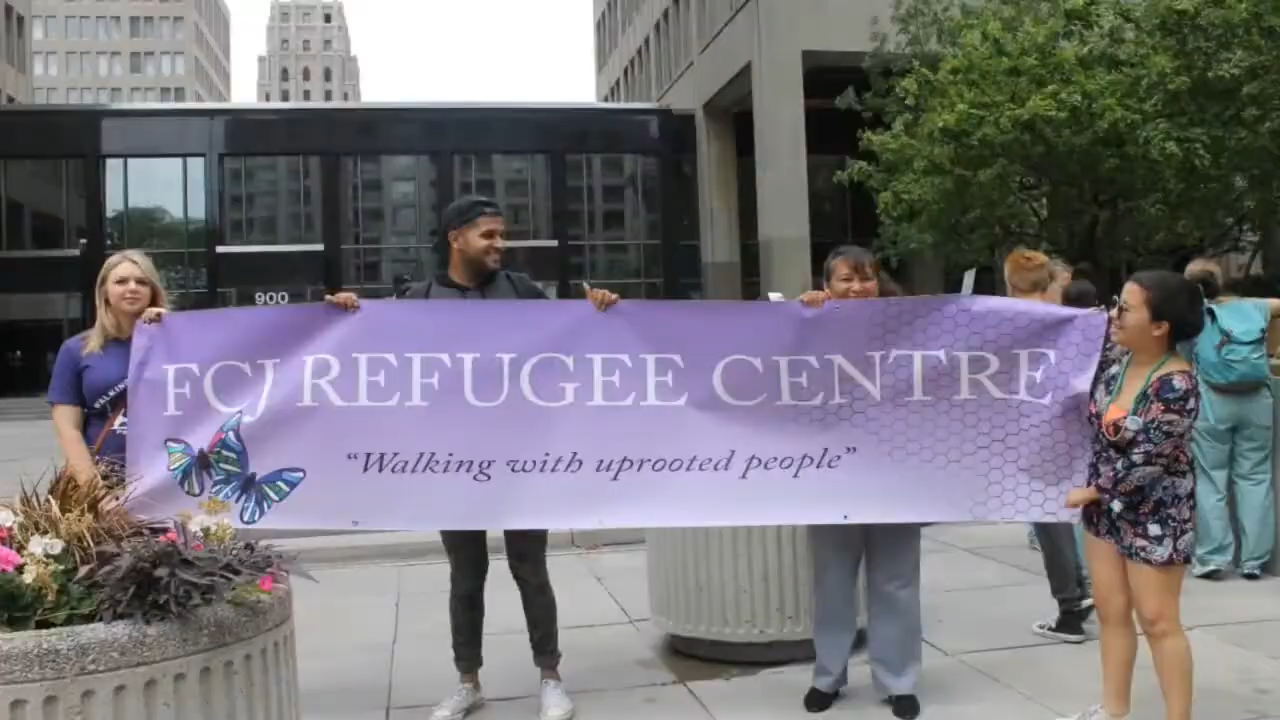 900
FCJ REFUGEE CENTRE
“Walking with uprooted people”